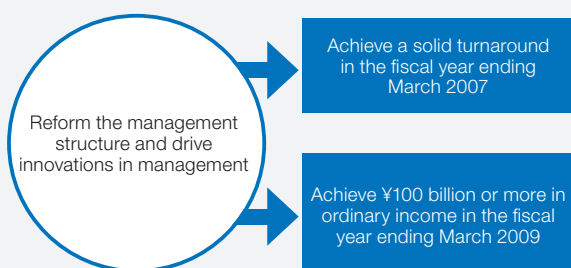 Reform the management
structure and drive
innovations in management
Achieve a solid turnaround
in the fiscal year ending
March 2007
Achieve ¥100 billion or more in
ordinary income in the fiscal
year ending March 2009